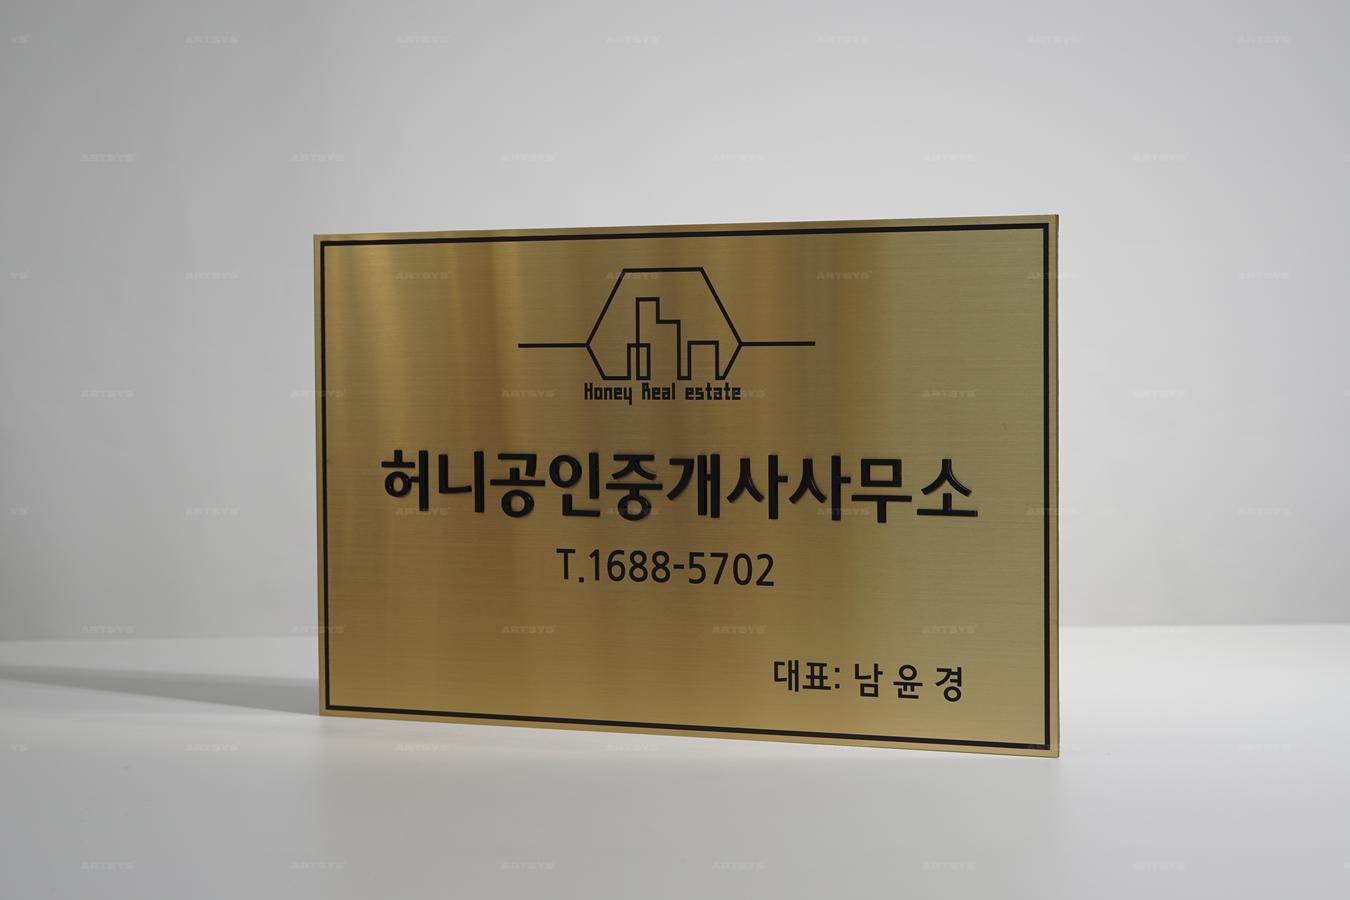 Honey Real estate
허니공인중개사사무소
T.1688-5702
대표: 남 윤 경
ARTSYS